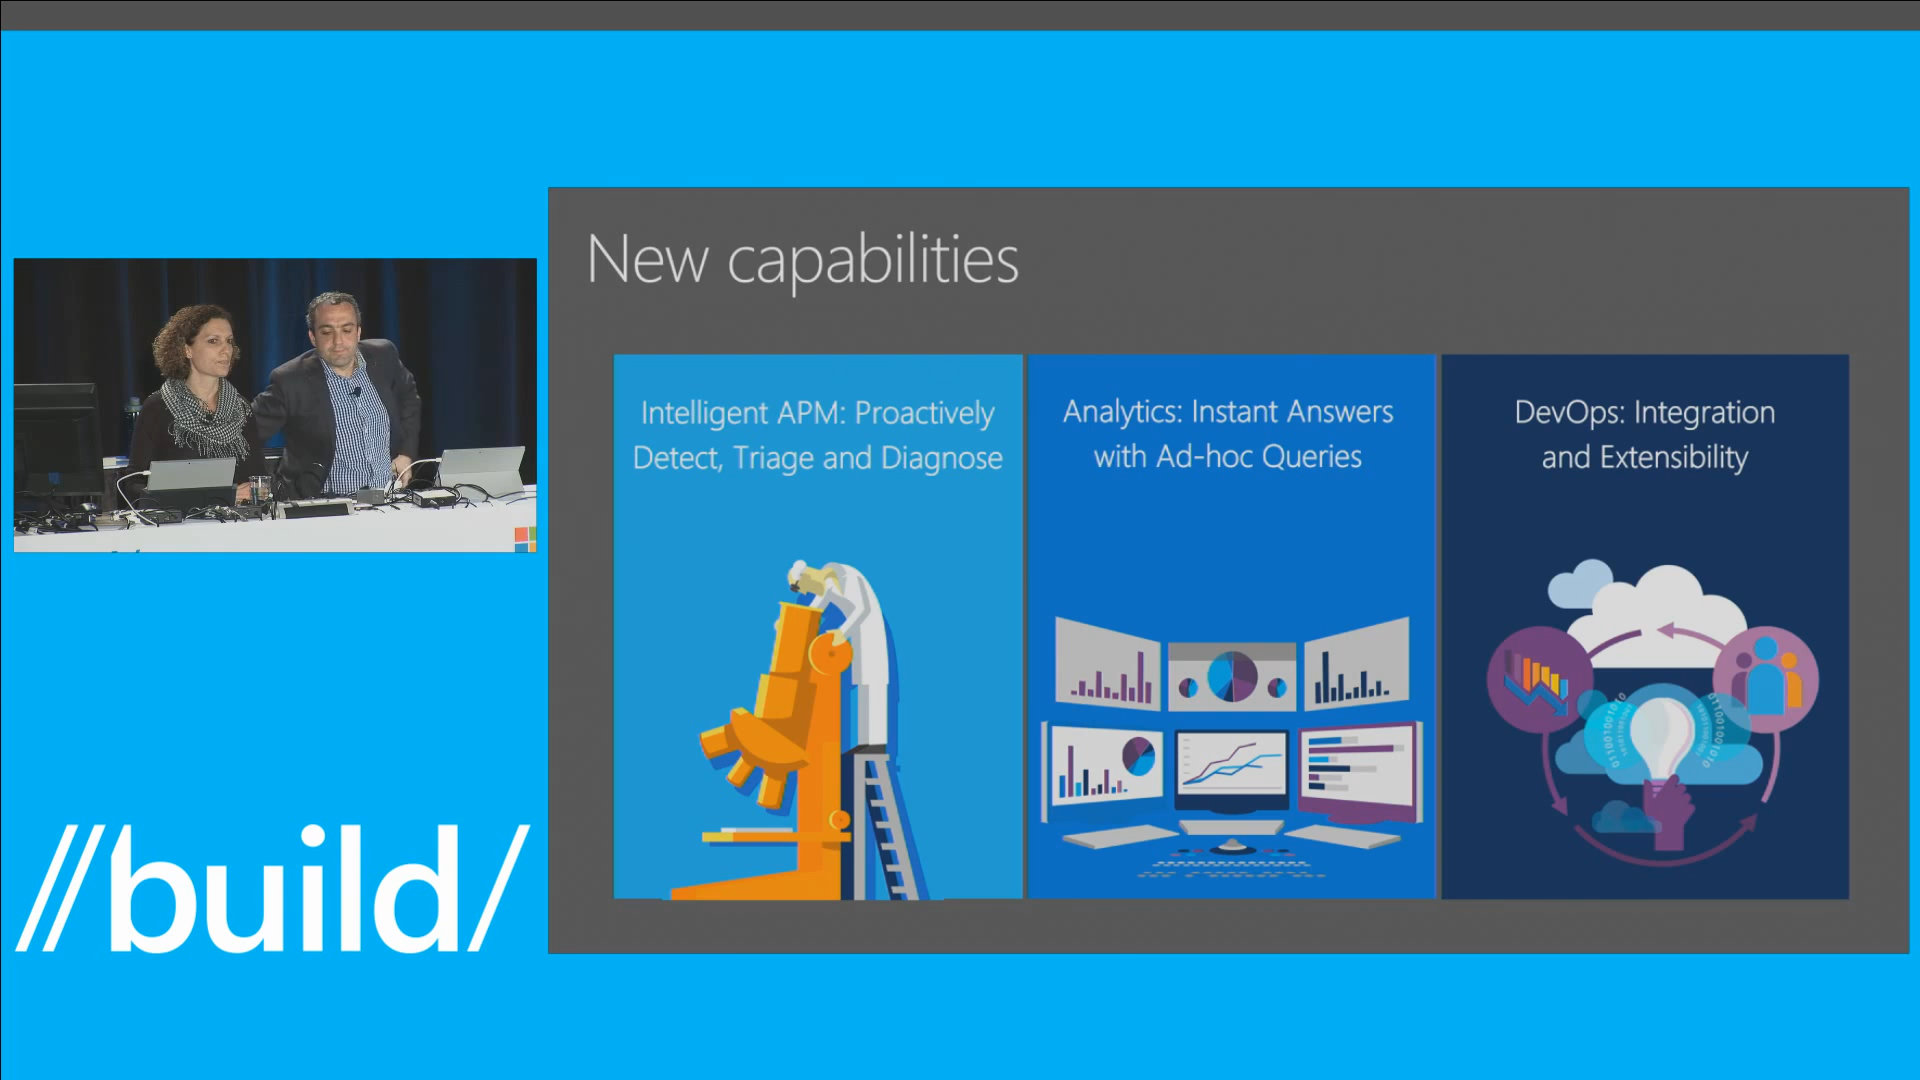 New capabilities
Intelligent APM: Proactively
Detect, Triage and Diagnose
Analytics: Instant Answers
with Ad-hoc Queries
DevOps: Integration
and Extensibility
//build/